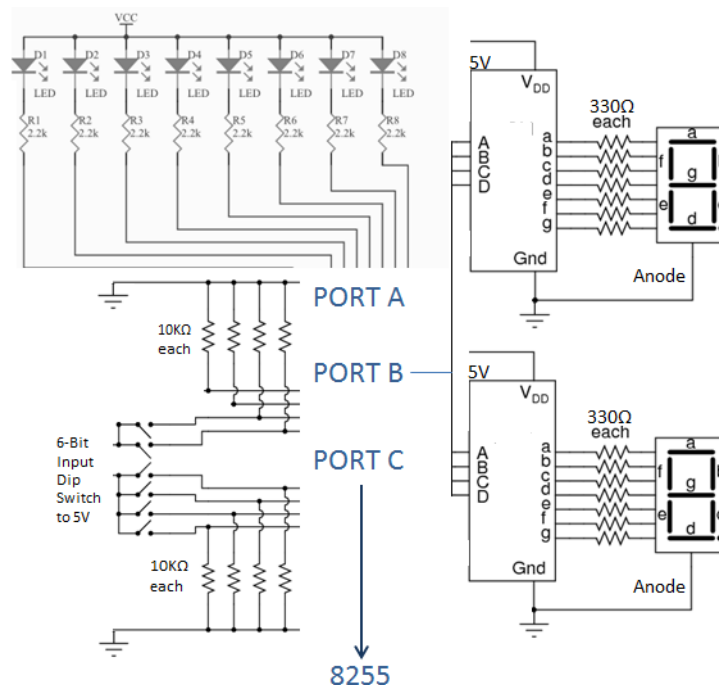 VCC
D1 D2 D3 D4 D5 D6 D7 D8
LED LED LED LED LED LED LED LED
R1 R2 R3 R4 R5 R6 R7 R8
2.2k 2.2k 2.2k 2.2k 2.2k 2.2k 2.2k 2.2k
10KΩ
each
6-Bit
Input
Dip
Switch
to 5V
10KΩ
each
PORT A
PORT B
PORT C
8255
5V
VDD
A
B
C
D
a
b
c
d
e
f
g
Gnd
330Ω
each
a
f
g
e
d
Anode
5V
VDD
A
B
C
D
a
b
c
d
e
f
g
Gnd
330Ω
each
a
f
g
e
d
Anode